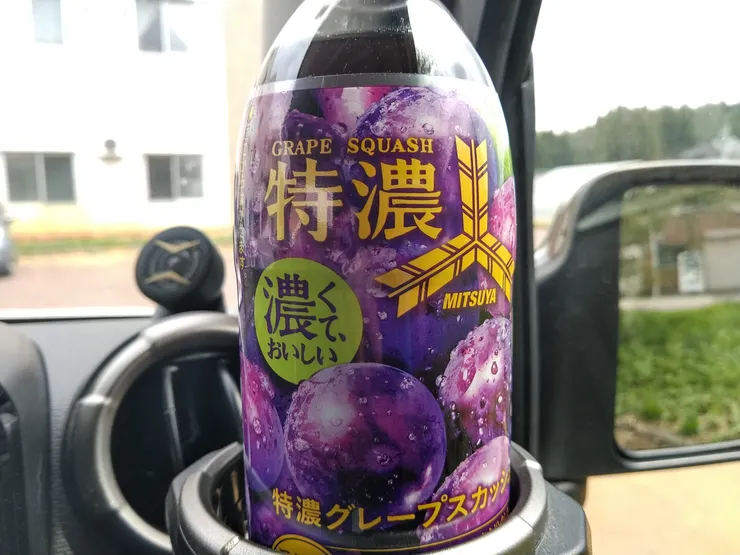 GRAPE SQUASH
特濃
MITSUYA
濃くて、
おいしい
特濃グレープスカッシュ